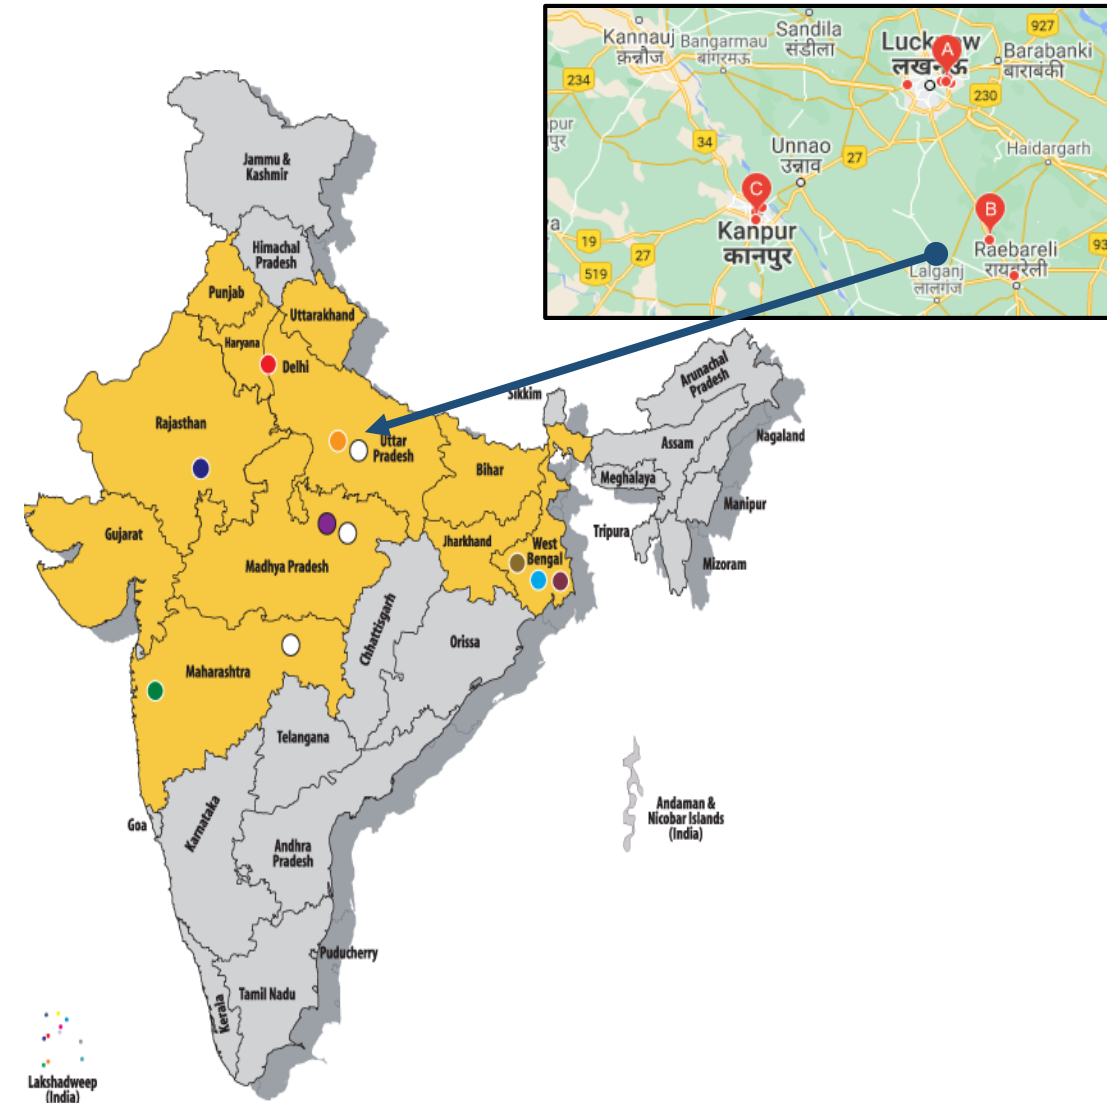 Sandila
संडीला
927
Kannauj
क़न्नौज
Bangarmau
बांगरमऊ
Lucknow
लखनऊ
A
Barabanki
बाराबंकी
234
230
34
Unnao
उन्नाव
27
Haidargarh
C
B
Kanpur
कानपुर
19
27
519
Raebareli
रायबरेली
Lalganj
लालगंज
Jammu &
Kashmir
Himachal
Pradesh
Punjab
Uttarakhand
Haryana
Delhi
Rajasthan
Uttar
Pradesh
Bihar
Sikkim
Arunachal
Pradesh
Assam
Nagaland
Meghalaya
Manipur
Tripura
Mizoram
Gujarat
Madhya Pradesh
Jharkhand
West
Bengal
Chhattisgarh
Orissa
Maharashtra
Telangana
Goa
Karnataka
Andhra
Pradesh
Andaman &
Nicobar Islands
(India)
Puducherry
Tamil Nadu
Kerala
Lakshadweep
(India)